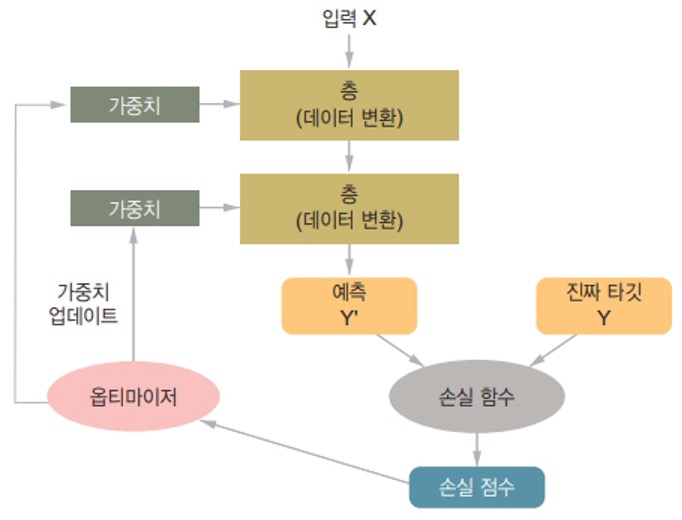 입력 X
가중치
층
(데이터 변환)
가중치
층
(데이터 변환)
가중치
업데이트
예측
Y'
진짜 타깃
Y
옵티마이저
손실 함수
손실 점수